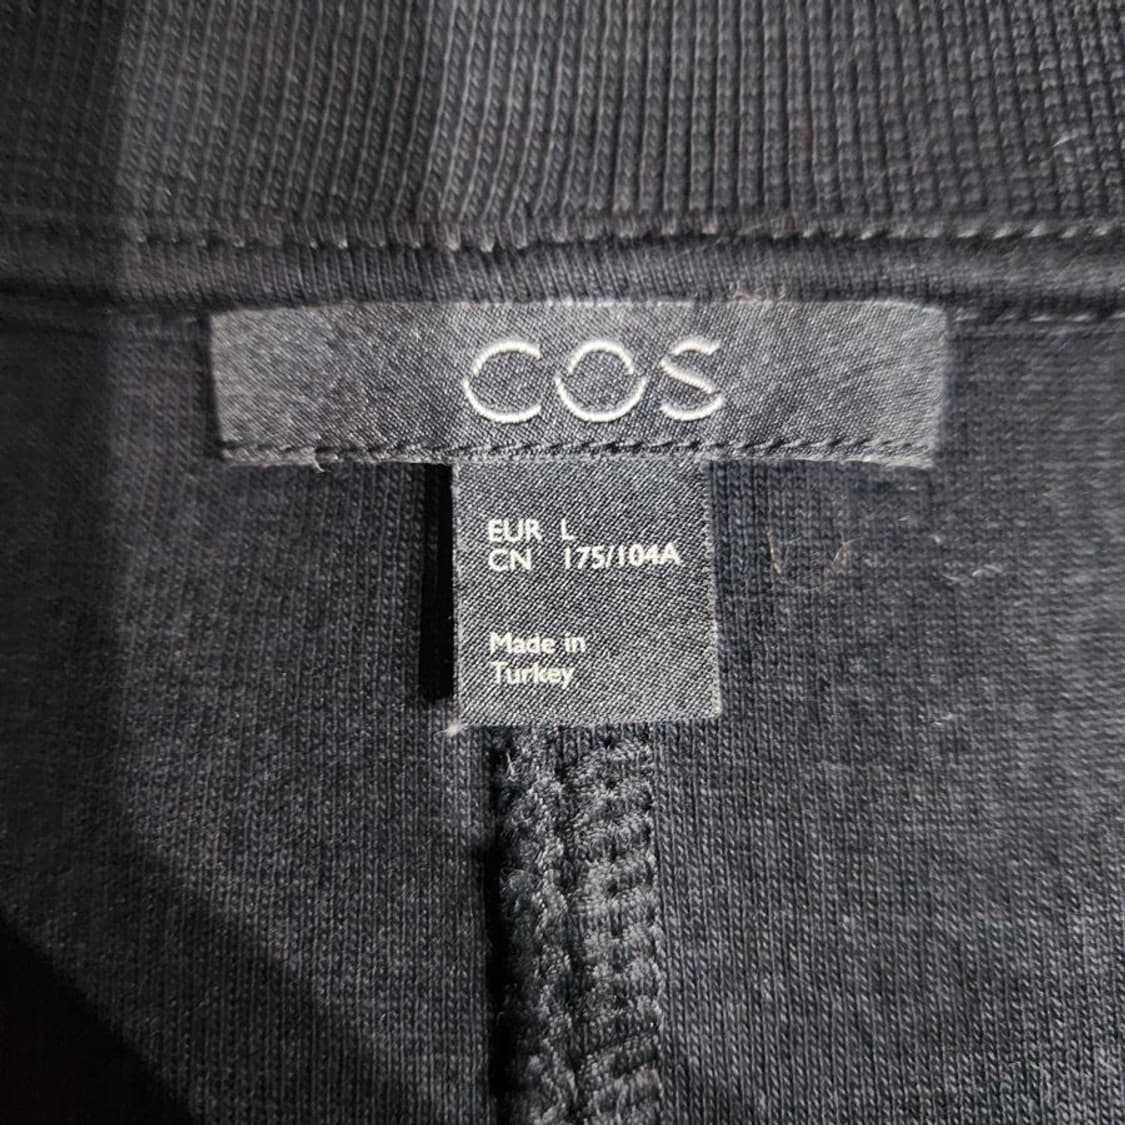 COS
EUR L
CN 175/104A
Made in
Turkey